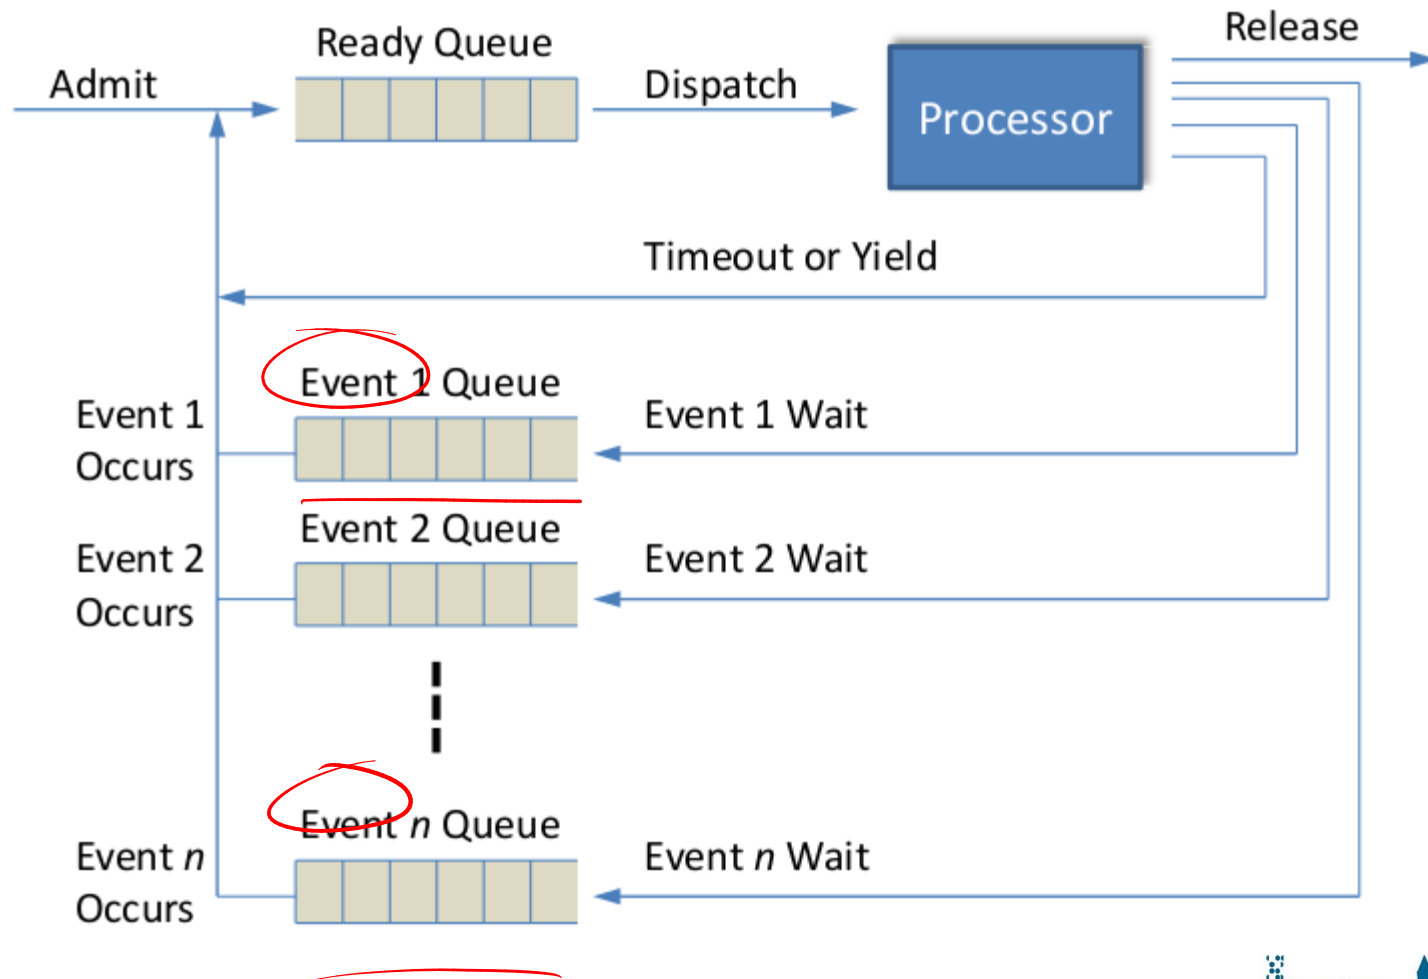 Release
Ready Queue
Admit
Dispatch
Processor
Timeout or Yield
Event 1 Queue
Event 1
Occurs
Event 1 Wait
Event 2 Queue
Event 2
Occurs
Event 2 Wait
Event n Queue
Event n
Occurs
Event n Wait